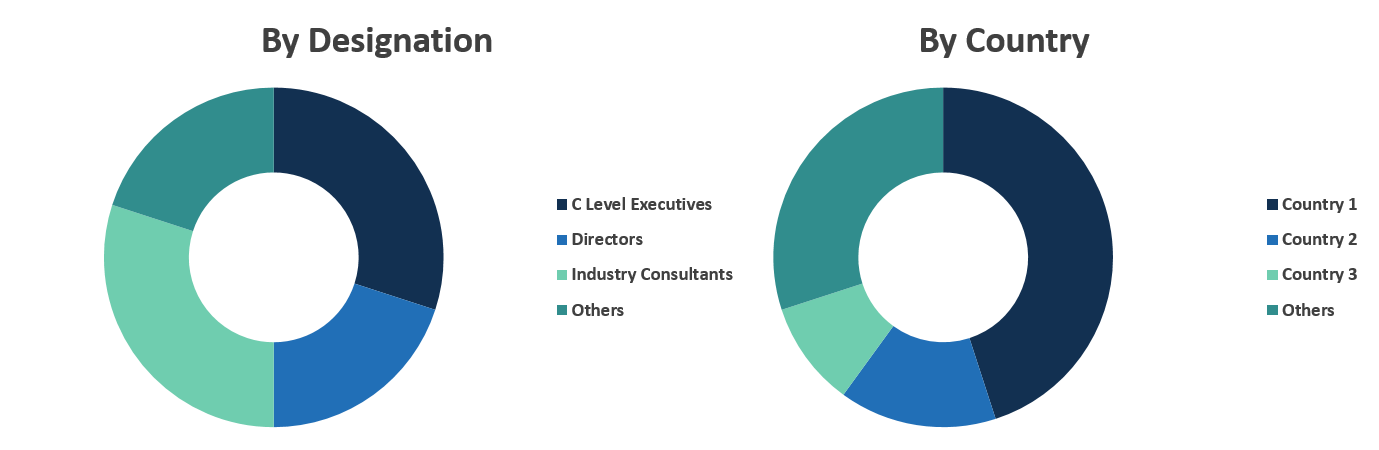 By Designation
C Level Executives
Directors
Industry Consultants
Others
By Country
Country 1
Country 2
Country 3
Others